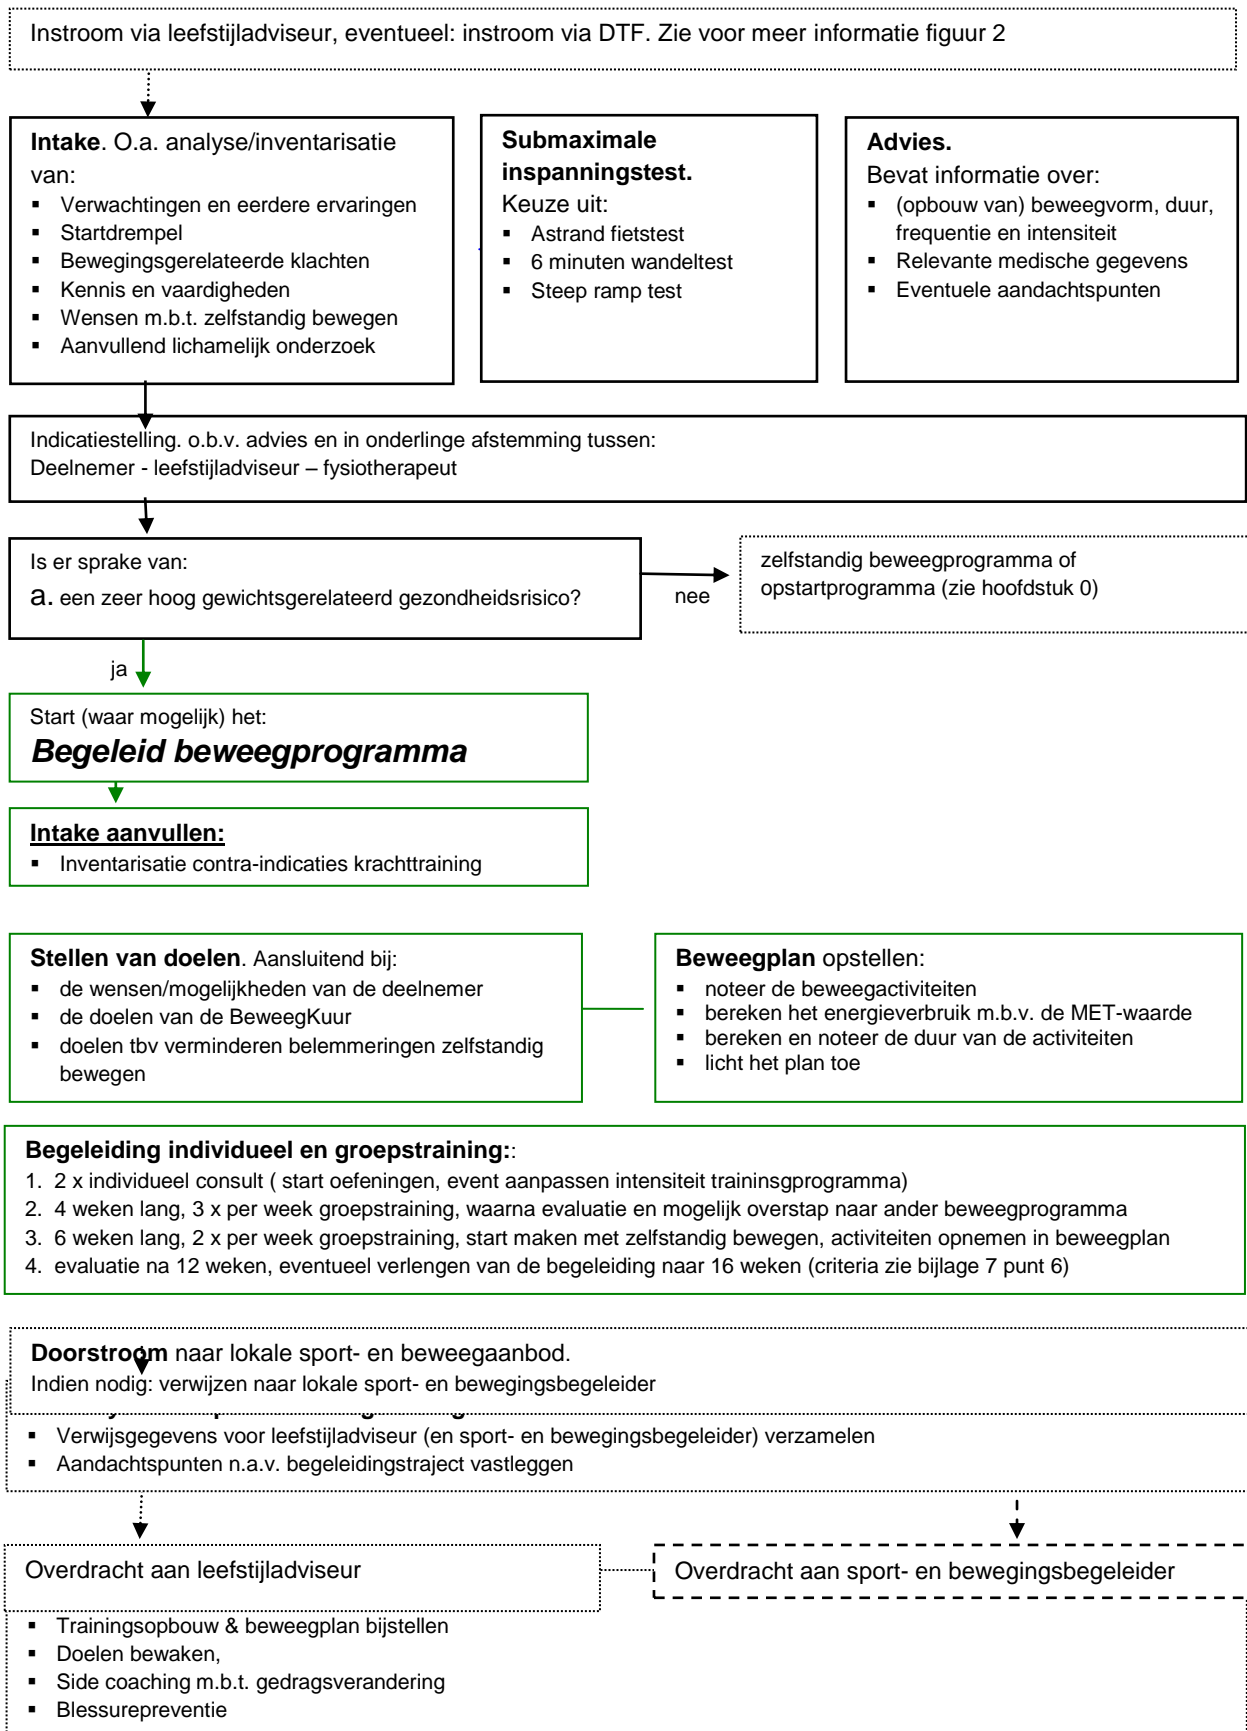 Instroom via leefstijladviseur, eventueel: instroom via DTF. Zie voor meer informatie figuur 2
Intake. O.a. analyse/inventarisatie
van:
▪ Verwachtingen en eerdere ervaringen
▪ Startdrempel
▪ Bewegingsgerelateerde klachten
▪ Kennis en vaardigheden
▪ Wensen m.b.t. zelfstandig bewegen
▪ Aanvullend lichamelijk onderzoek
Submaximale
inspanningstest.
Keuze uit:
▪ Astrand fietstest
▪ 6 minuten wandeltest
▪ Steep ramp test
Advies.
Bevat informatie over:
▪ (opbouw van) beweegvorm, duur,
frequentie en intensiteit
▪ Relevante medische gegevens
▪ Eventuele aandachtspunten
Indicatiestelling. o.b.v. advies en in onderlinge afstemming tussen:
Deelnemer - leefstijladviseur – fysiotherapeut
Is er sprake van:
a. een zeer hoog gewichtsgerelateerd gezondheidsrisico?
nee
zelfstandig beweegprogramma of
opstartprogramma (zie hoofdstuk 0)
ja
Start (waar mogelijk) het:
Begeleid beweegprogramma
Intake aanvullen:
▪ Inventarisatie contra-indicaties krachttraining
Stellen van doelen. Aansluitend bij:
▪ de wensen/mogelijkheden van de deelnemer
▪ de doelen van de BeweegKuur
▪ doelen tbv verminderen belemmeringen zelfstandig
bewegen
Beweegplan opstellen:
▪ noteer de beweegactiviteiten
▪ bereken het energieverbruik m.b.v. de MET-waarde
▪ bereken en noteer de duur van de activiteiten
▪ licht het plan toe
Begeleiding individueel en groepstraining::
1. 2 x individueel consult ( start oefeningen, event aanpassen intensiteit traininsgprogramma)
2. 4 weken lang, 3 x per week groepstraining, waarna evaluatie en mogelijk overstap naar ander beweegprogramma
3. 6 weken lang, 2 x per week groepstraining, start maken met zelfstandig bewegen, activiteiten opnemen in beweegplan
4. evaluatie na 12 weken, eventueel verlengen van de begeleiding naar 16 weken (criteria zie bijlage 7 punt 6)
Doorstroom naar lokale sport- en beweegaanbod.
Indien nodig: verwijzen naar lokale sport- en bewegingsbegeleider
▪ Verwijsgegevens voor leefstijladviseur (en sport- en bewegingsbegeleider) verzamelen
▪ Aandachtspunten n.a.v. begeleidingstraject vastleggen
Overdracht aan leefstijladviseur
Overdracht aan sport- en bewegingsbegeleider
▪ Trainingsopbouw & beweegplan bijstellen
▪ Doelen bewaken,
▪ Side coaching m.b.t. gedragsverandering
▪ Blessurepreventie